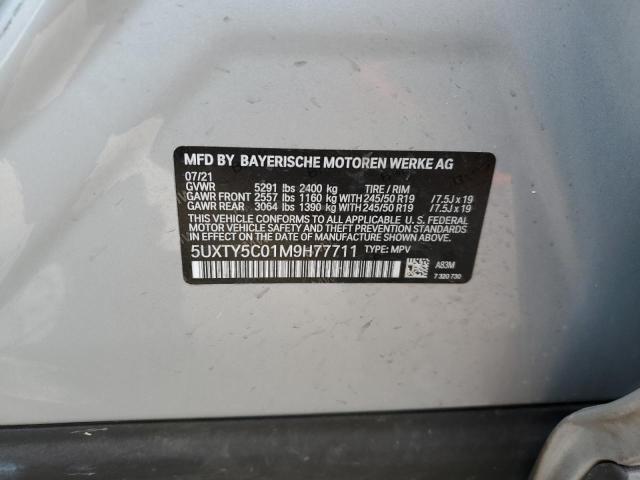 MFD BY BAYERISCHE MOTOREN WERKE AG
07/21
GVWR 5291 lbs 2400 kg TIRE / RIM
GAWR FRONT 2557 lbs 1160 kg WITH 245/50 R19 /7.5J x 19
GAWR REAR 3064 lbs 1390 kg WITH 245/50 R19 /7.5J x 19
THIS VEHICLE CONFORMS TO ALL APPLICABLE U. S. FEDERAL
MOTOR VEHICLE SAFETY AND THEFT PREVENTION STANDARDS
IN EFFECT ON THE DATE OF MANUFACTURE SHOWN ABOVE.
5UXTY5C01M9H77711 TYPE: MPV
A83M
7 320 730